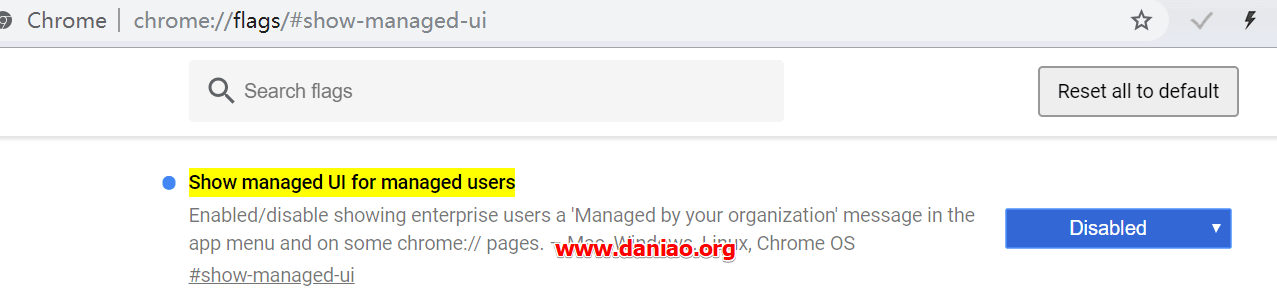 Chrome chrome://flags/#show-managed-ui
Search flags
Reset all to default
Show managed UI for managed users
Enabled/disable showing enterprise users a 'Managed by your organization' message in the
app menu and on some chrome:// pages. – Mac, Windows, Linux, Chrome OS
Disabled
www.daniao.org
#show-managed-ui